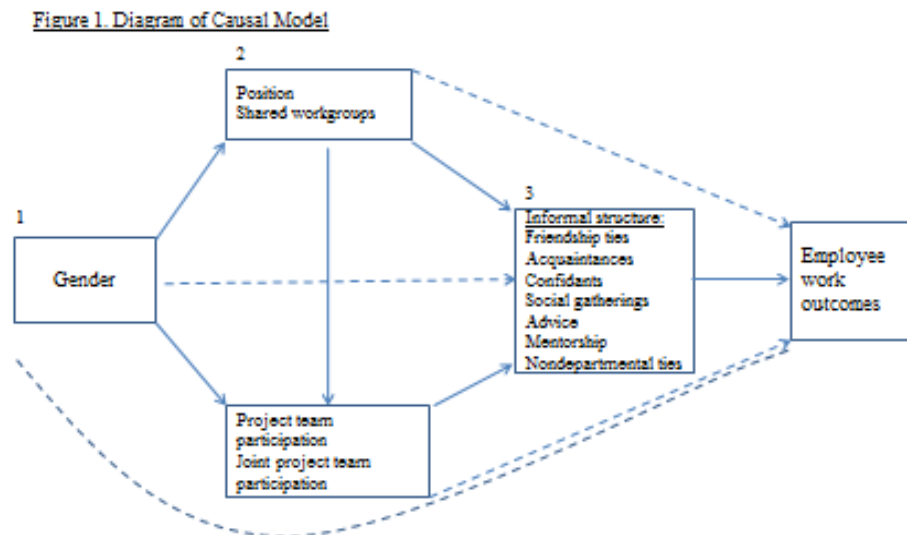 Figure 1. Diagram of Causal Model
2
Position
Shared workgroups
1
Gender
3
Informal structure:
Friendship ties
Acquaintances
Confidants
Social gatherings
Advice
Mentorship
Nondepartmental ties
Employee
work
outcomes
Project team
participation
Joint project team
participation